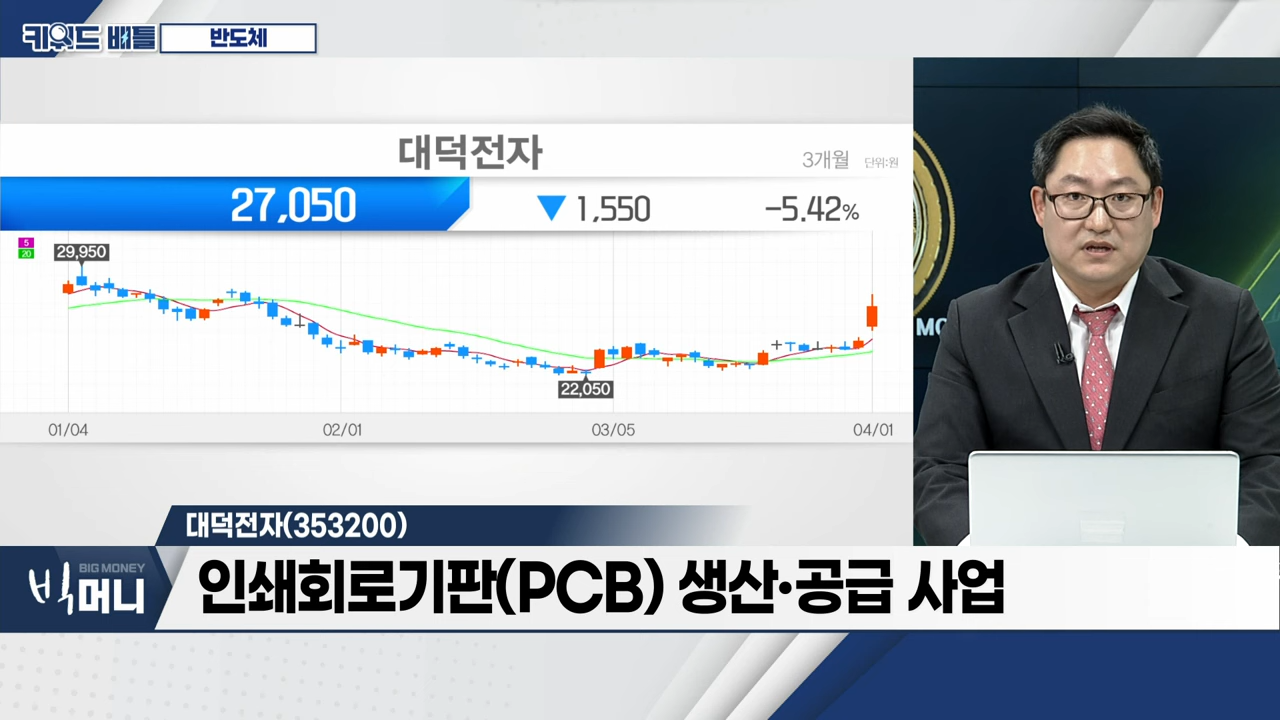 키워드 배틀
반도체
대덕전자
3개월 단위:원
27,050 ▼ 1,550 -5.42%
5
20
29,950
22,050
01/04 02/01 03/05 04/01
MO
대덕전자(353200)
BIG MONEY
빅머니
인쇄회로기판(PCB) 생산·공급 사업